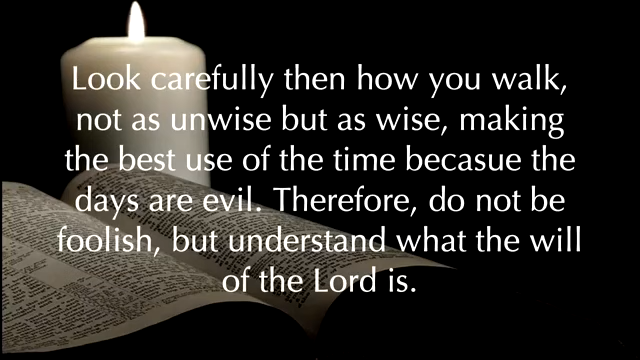 Look carefully then how you walk,
not as unwise but as wise, making
the best use of the time becasue the
days are evil. Therefore, do not be
foolish, but understand what the will
of the Lord is.